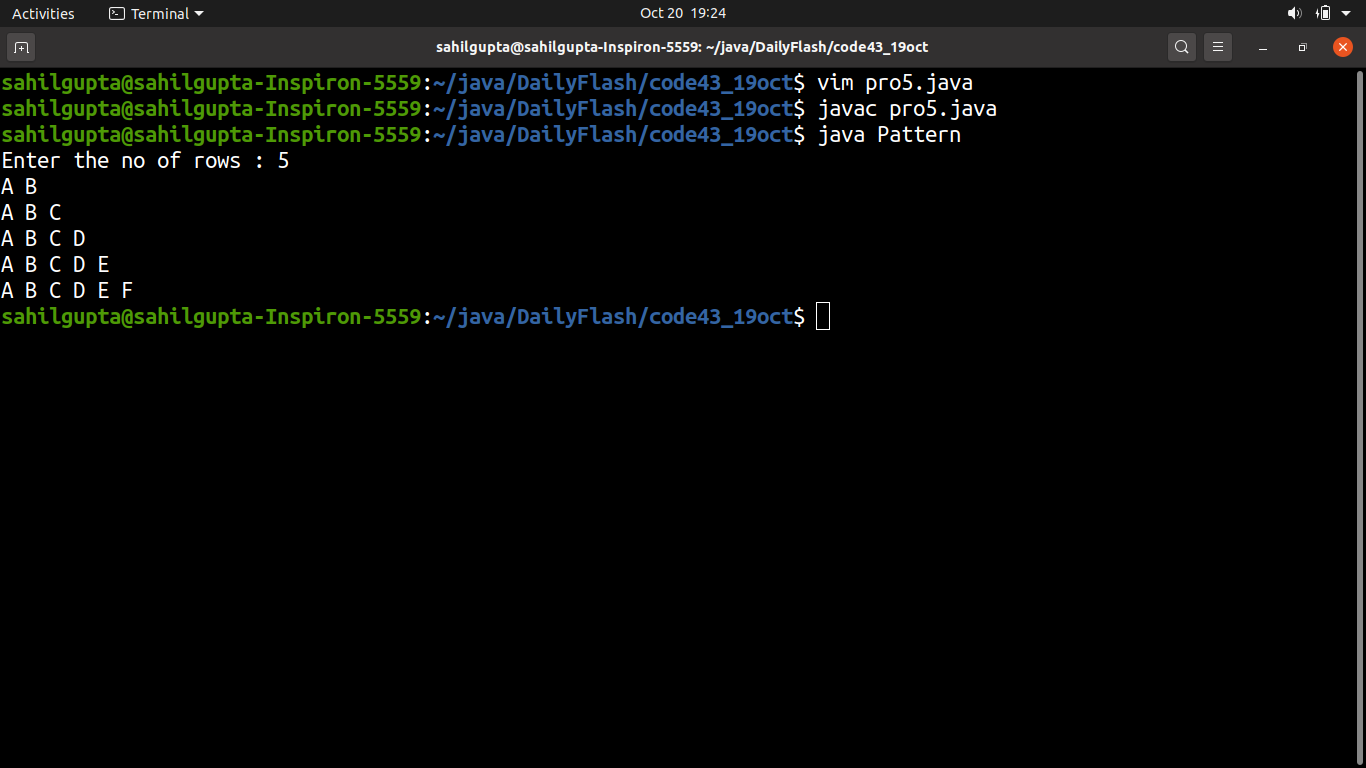 Activities Terminal Oct 20 19:24
sahilgupta@sahilgupta-Inspiron-5559: ~/java/DailyFlash/code43_19oct
sahilgupta@sahilgupta-Inspiron-5559:~/java/DailyFlash/code43_19oct$ vim pro5.java
sahilgupta@sahilgupta-Inspiron-5559:~/java/DailyFlash/code43_19oct$ javac pro5.java
sahilgupta@sahilgupta-Inspiron-5559:~/java/DailyFlash/code43_19oct$ java Pattern
Enter the no of rows : 5
A B
A B C
A B C D
A B C D E
A B C D E F
sahilgupta@sahilgupta-Inspiron-5559:~/java/DailyFlash/code43_19oct$